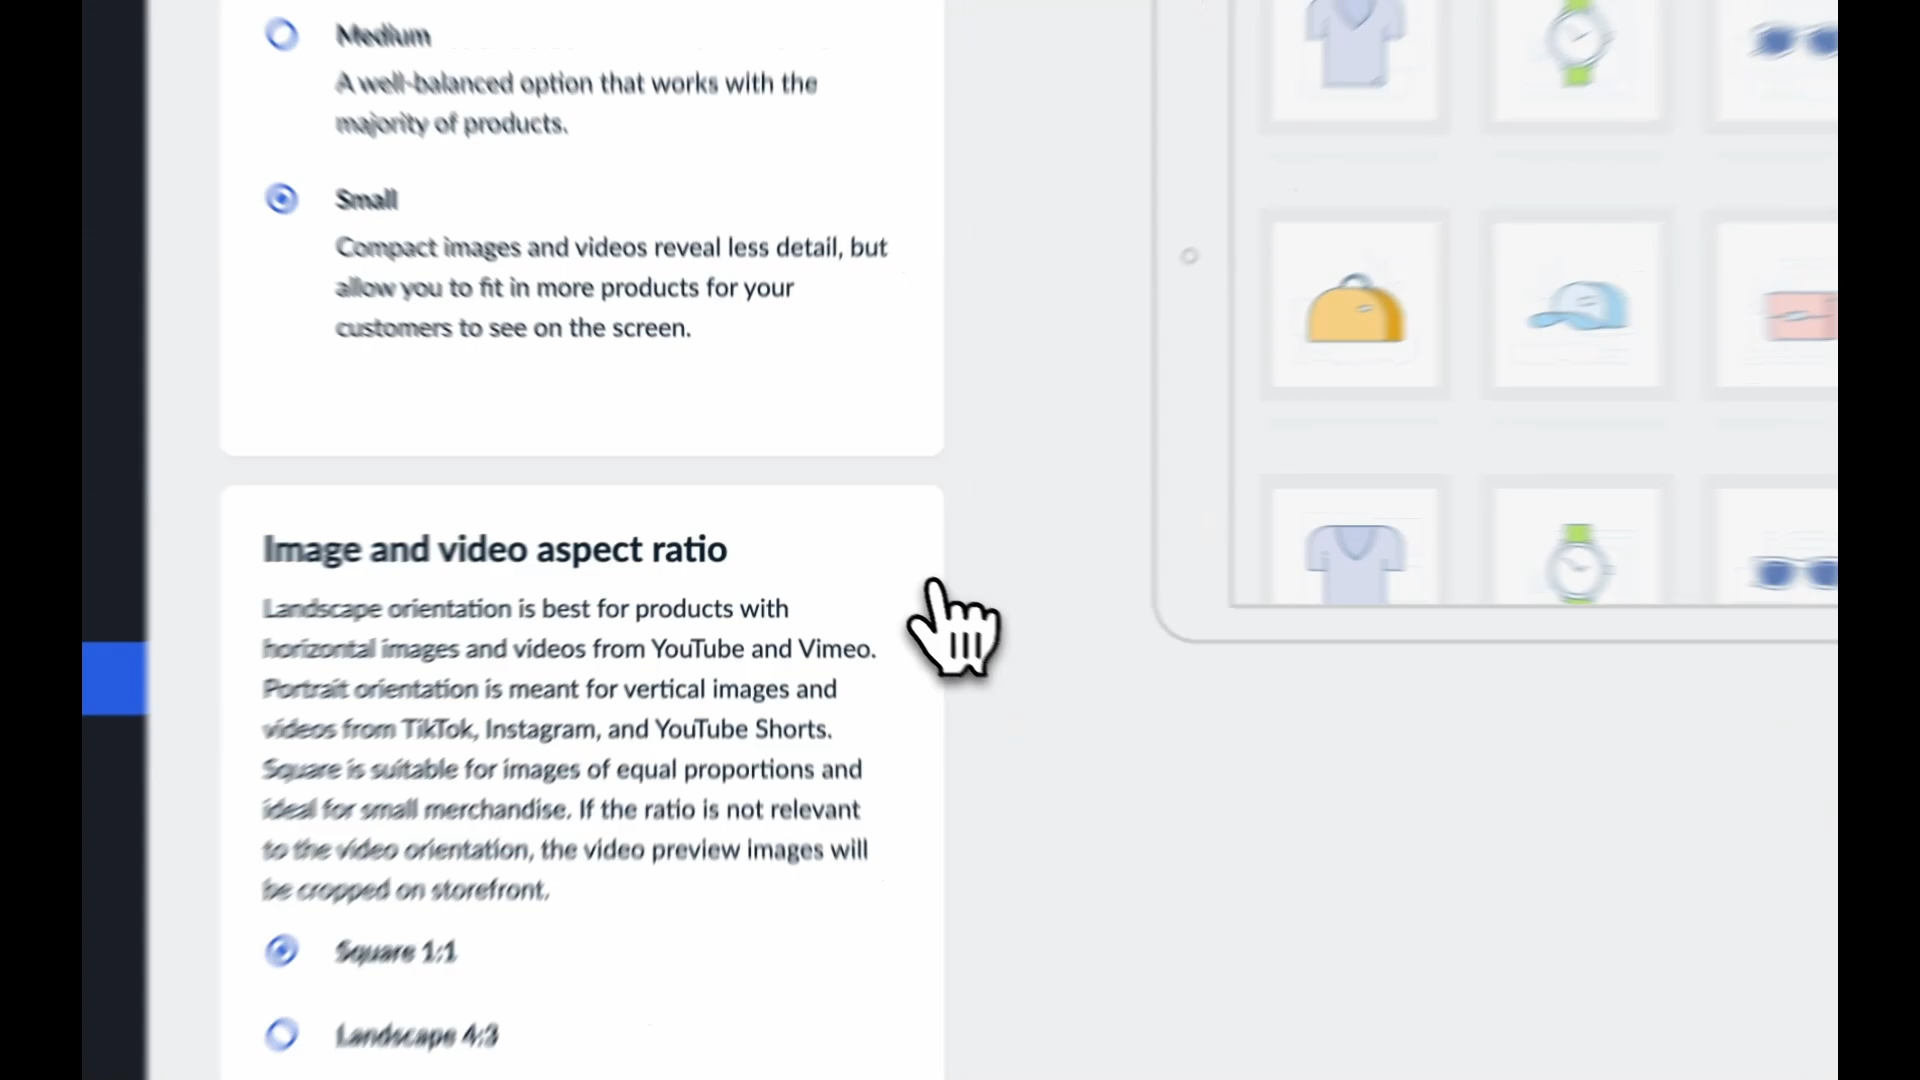 Medium
A well-balanced option that works with the
majority of products.
Small
Compact images and videos reveal less detail, but
allow you to fit in more products for your
customers to see on the screen.
Image and video aspect ratio
Landscape orientation is best for products with
horizontal images and videos from YouTube and Vimeo.
Portrait orientation is meant for vertical images and
videos from TikTok, Instagram, and YouTube Shorts.
Square is suitable for images of equal proportions and
ideal for small merchandise. If the ratio is not relevant
to the video orientation, the video preview images will
be cropped on storefront.
Square 1:1
Landscape 4:3